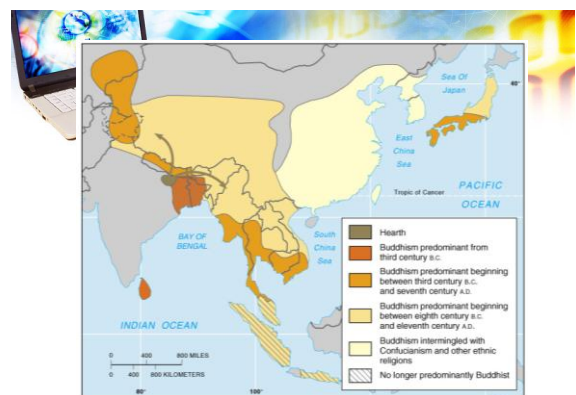 Sea Of
Japan
40°
East
China
Sea
Tropic of Cancer
PACIFIC
OCEAN
BAY OF
BENGAL
South
China
Sea
INDIAN OCEAN
0 400 800 MILES
0 400 800 KILOMETERS
80°
100°
Hearth
Buddhism predominant from
third century B.C.
Buddhism predominant beginning
between third century B.C.
and seventh century A.D.
Buddhism predominant beginning
between eighth century B.C.
and eleventh century A.D.
Buddhism intermingled with
Confucianism and other ethnic
religions
No longer predominantly Buddhist